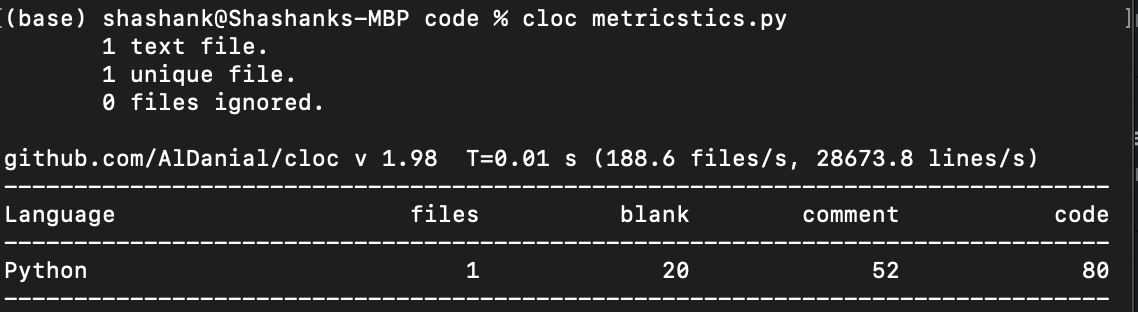 [(base) shashank@Shashanks-MBP code % cloc metricstics.py ]
1 text file.
1 unique file.
0 files ignored.
github.com/AlDanial/cloc v 1.98  T=0.01 s (188.6 files/s, 28673.8 lines/s)
-------------------------------------------------------------------------------
Language                     files          blank        comment           code
-------------------------------------------------------------------------------
Python                           1             20             52             80
-------------------------------------------------------------------------------